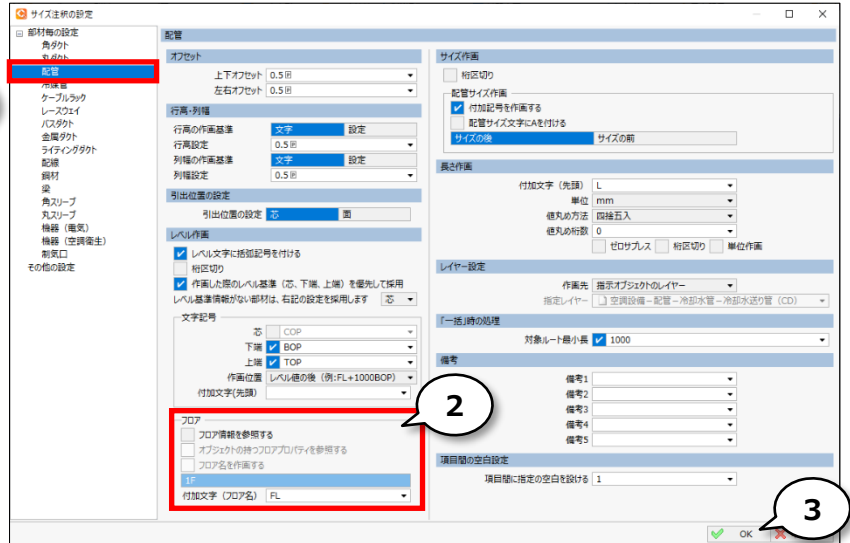 サイズ注釈の設定
部材毎の設定
角ダクト
丸ダクト
配管
冷媒管
ケーブルラック
レースウェイ
バスダクト
金属ダクト
ライティングダクト
配線
鋼材
梁
角スリーブ
丸スリーブ
機器（電気）
機器（空調衛生）
制気口
その他の設定
配管
オフセット
上下オフセット 0.5
左右オフセット 0.5
行高・列幅
行高の作画基準 文字 設定
行高設定 0.5
列幅の作画基準 文字 設定
列幅設定 0.5
引出位置の設定
引出位置の設定 芯 面
レベル作画
レベル文字に括弧記号を付ける
桁区切り
作画した際のレベル基準（芯、下端、上端）を優先して採用
レベル基準情報がない部材は、右記の設定を採用します 芯
文字記号
芯 COP
下端 BOP
上端 TOP
作画位置 レベル値の後（例:FL+1000BOP）
付加文字(先頭)
フロア
フロア情報を参照する
オブジェクトの持つフロアプロパティを参照する
フロア名を作画する
1F
付加文字（フロア名） FL
2
サイズ作画
桁区切り
配管サイズ作画
付加記号を作画する
配管サイズ文字にAを付ける
サイズの後 サイズの前
長さ作画
付加文字（先頭） L
単位 mm
値丸め方法 四捨五入
値丸め桁数 0
ゼロサプレス 桁区切り 単位作画
レイヤー設定
作画先 指示オブジェクトのレイヤー
指定レイヤー 空調設備－配管－冷却水管－冷却水送り管（CD）
「一括」時の処理
対象ルート最小長 1000
備考
備考1
備考2
備考3
備考4
備考5
項目間の空白設定
項目間に指定の空白を設ける 1
3
OK